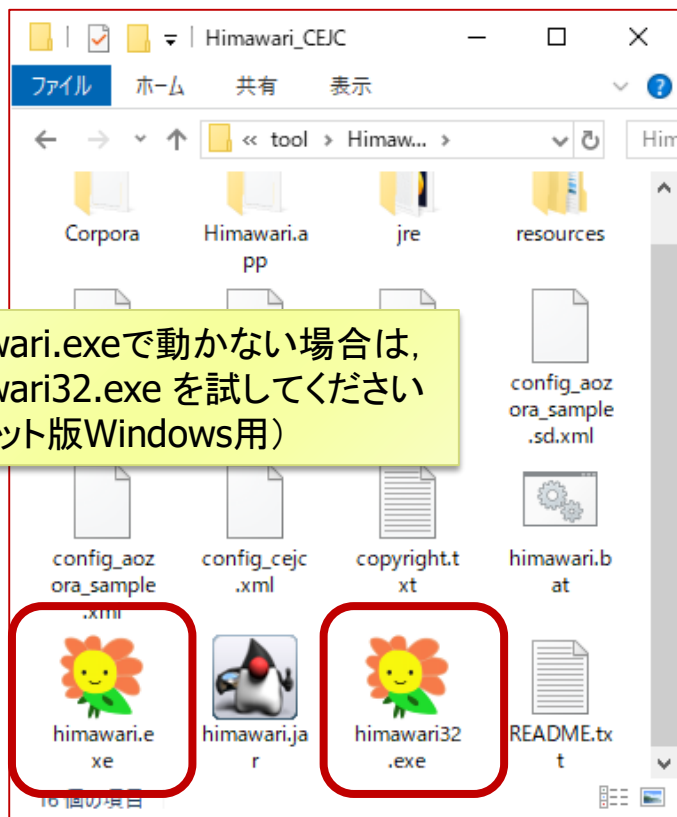 Himawari_CEJC
ファイル ホーム 共有 表示
« tool › Himaw... ›
Him
Corpora
Himawari.a
pp
jre
resources
wari.exeで動かない場合は,
wari32.exe を試してください
ット版Windows用）
config_aoz
ora_sample
.sd.xml
config_aoz
ora_sample
.xml
config_cejc
.xml
copyright.t
xt
himawari.b
at
himawari.e
xe
himawari.ja
r
himawari32
.exe
README.tx
t
16 個の項目